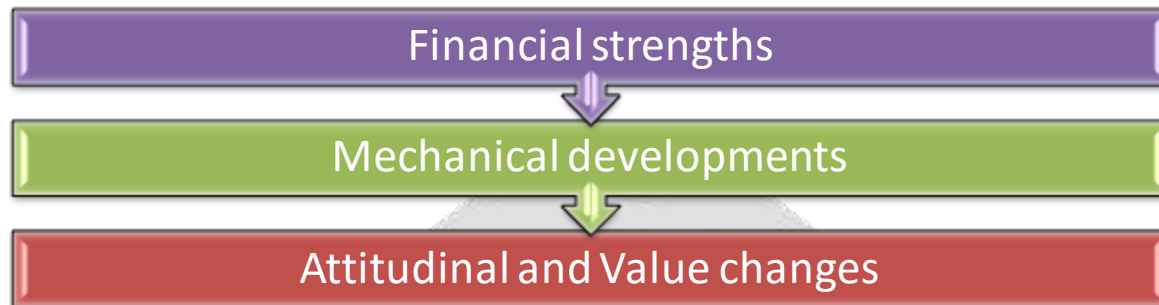 Financial strengths
Mechanical developments
Attitudinal and Value changes